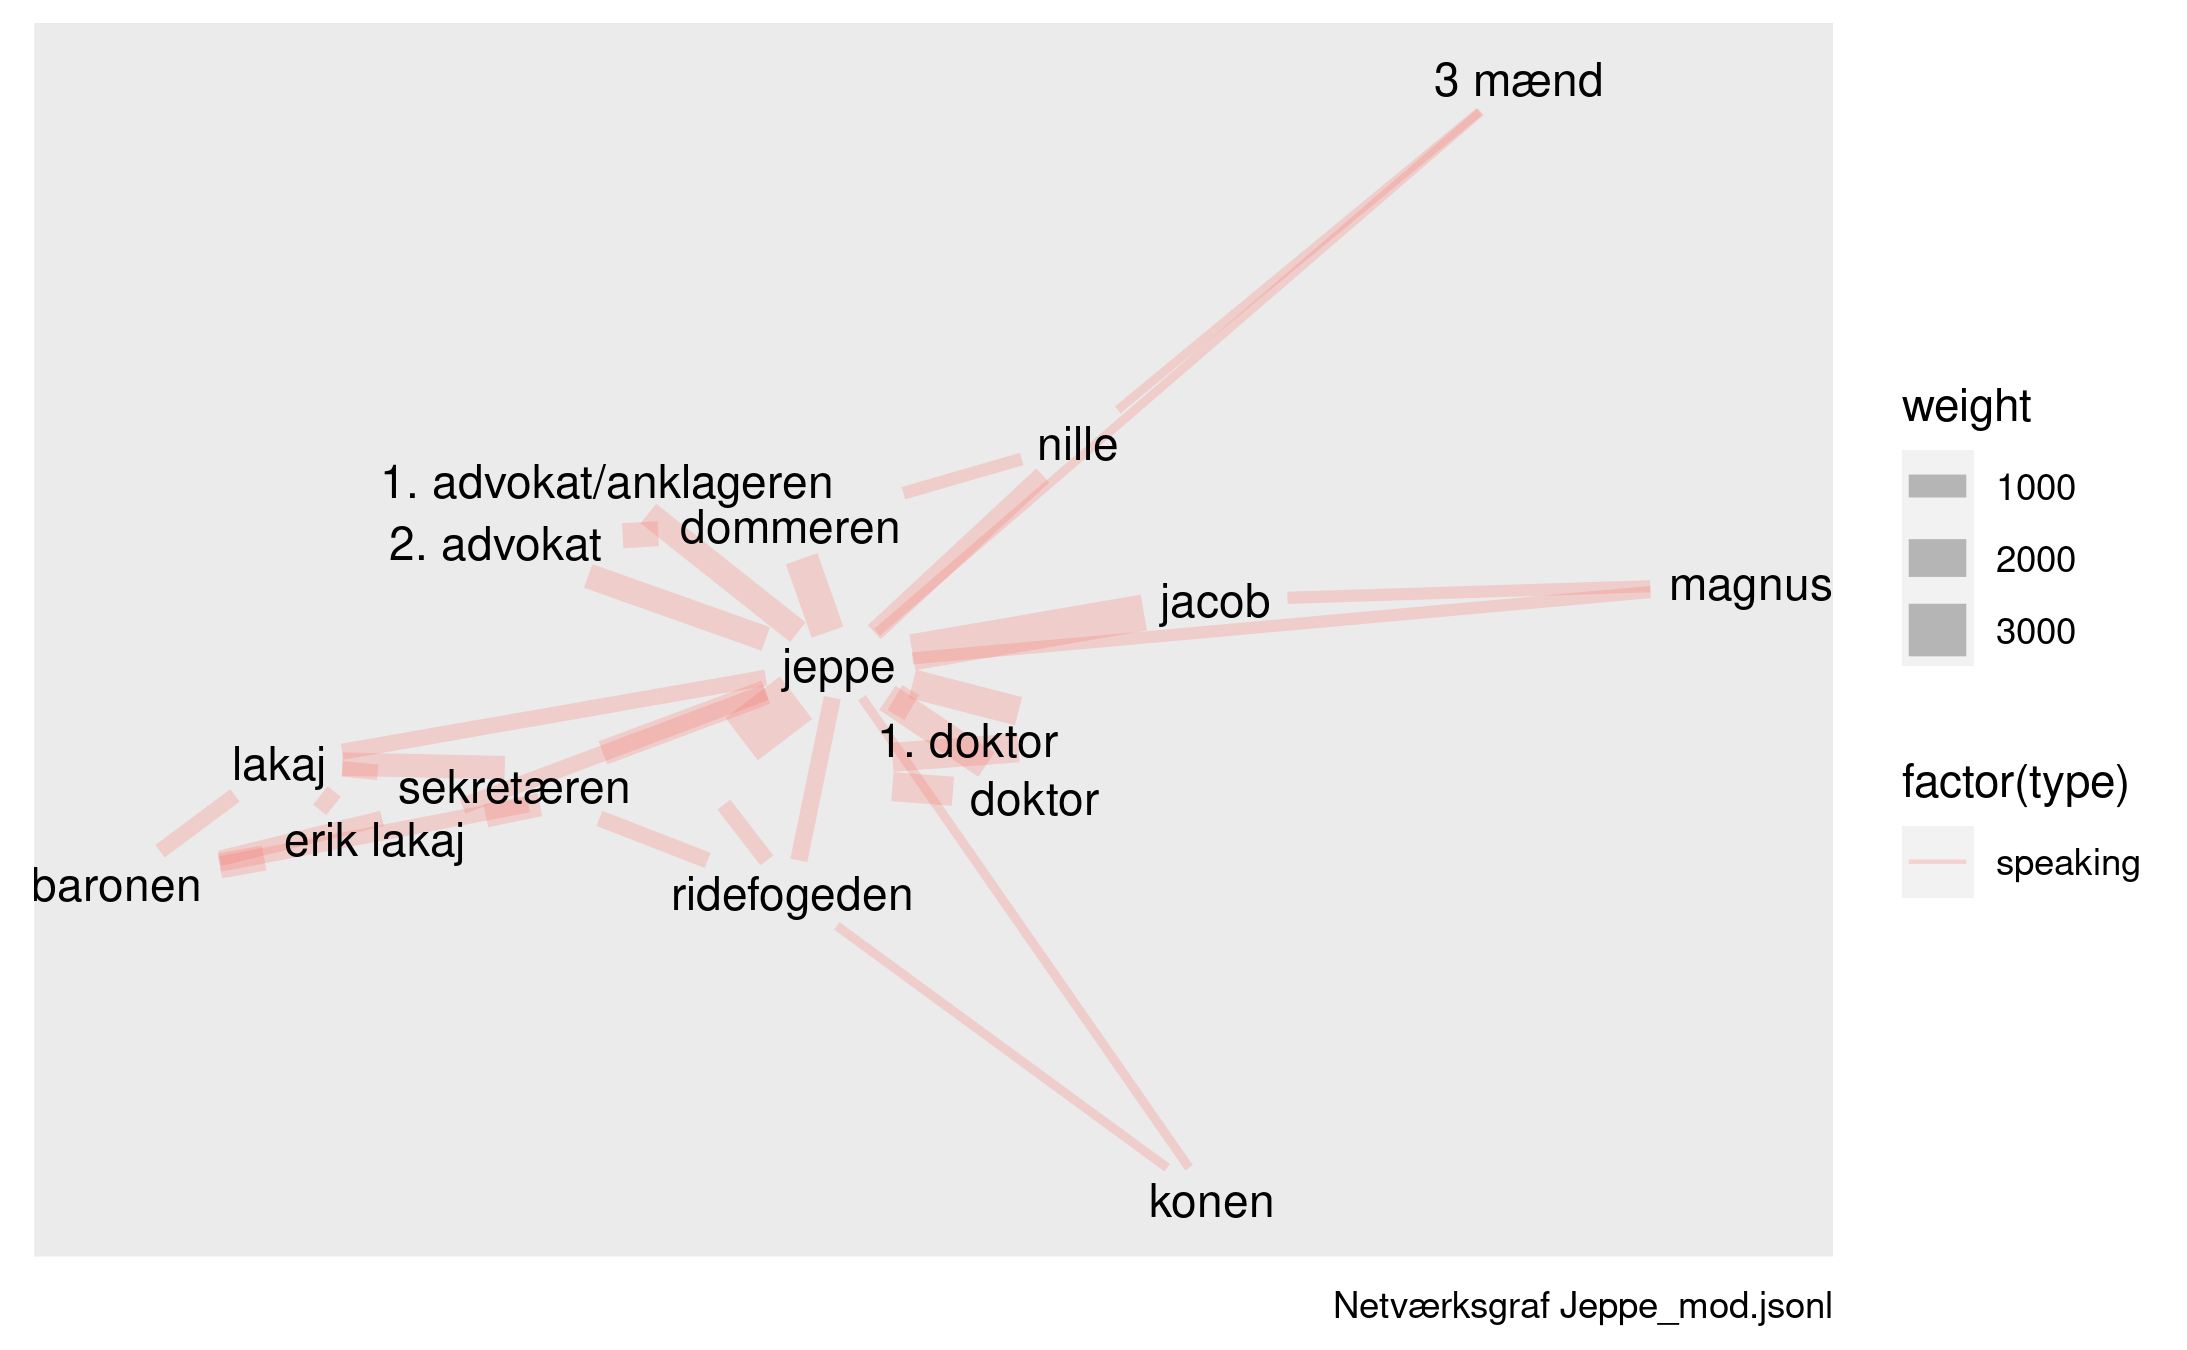 3 mænd
nille
1. advokat/anklageren
dommeren
2. advokat
jacob
magnus
jeppe
1. doktor
lakaj
sekretæren
doktor
erik lakaj
baronen
ridefogeden
konen
weight
1000
2000
3000
factor(type)
speaking
Netværksgraf Jeppe_mod.jsonl